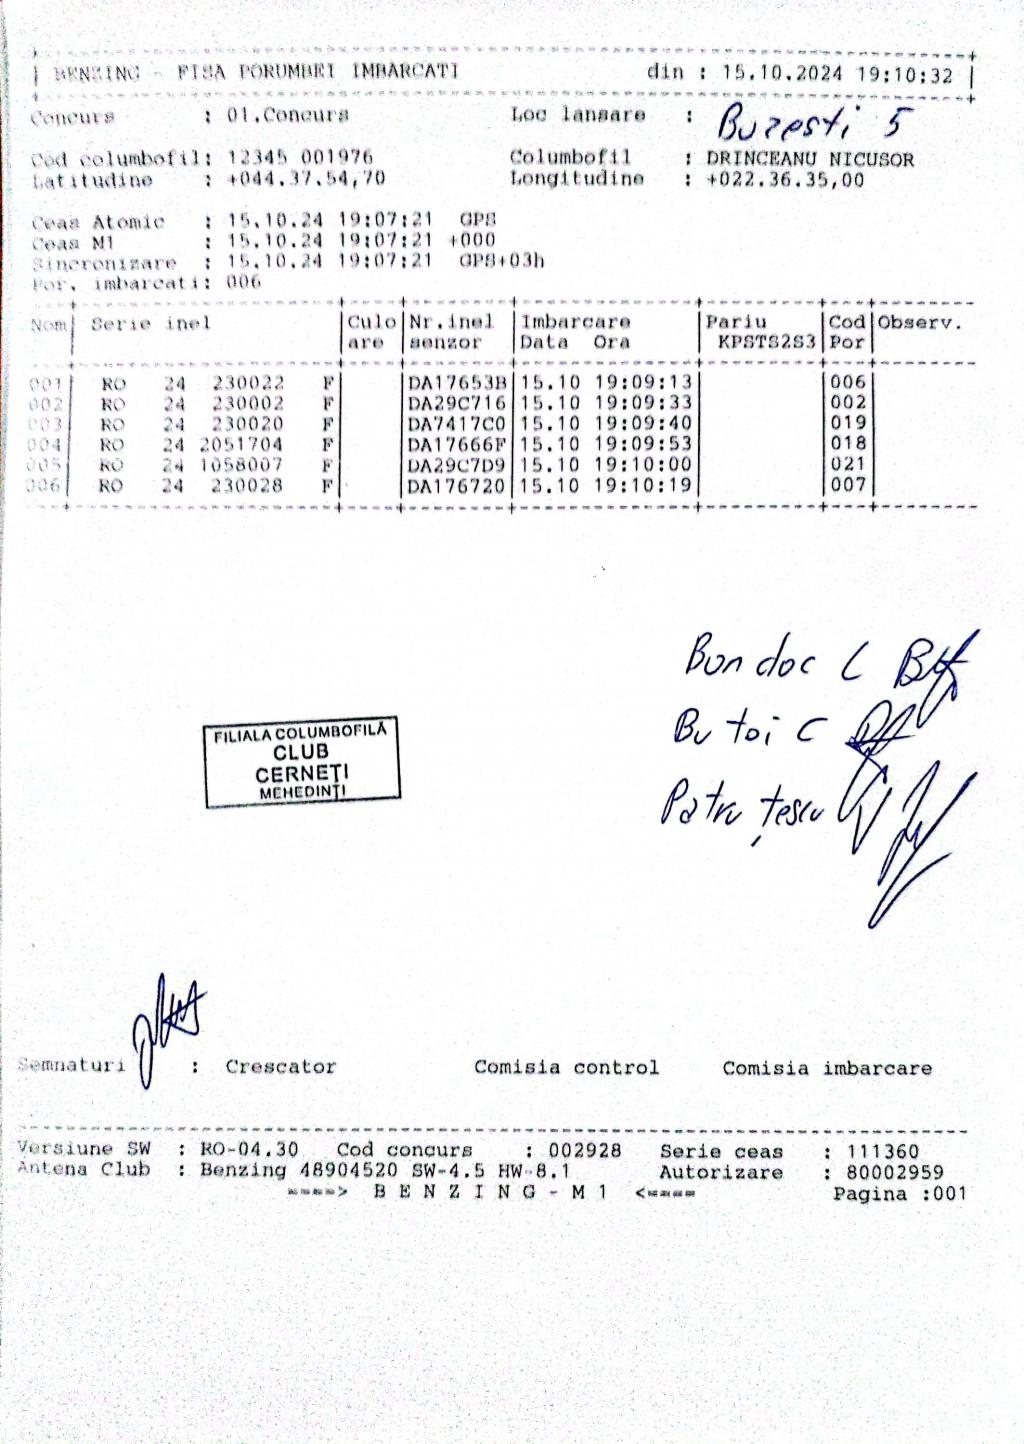 | BENZING - FISA PORUMBEI IMBARCATI din : 15.10.2024 19:10:32 |
Concurs : 01.Concurs Loc lansare : Buzesti 5
Cod columbofil: 12345 001976 Columbofil : DRINCEANU NICUSOR
Latitudine : +044.37.54,70 Longitudine : +022.36.35,00
Ceas Atomic : 15.10.24 19:07:21 GPS
Ceas M1 : 15.10.24 19:07:21 +000
Sincronizare : 15.10.24 19:07:21 GPS+03h
Por. imbarcati: 006
Nom| Serie inel |Culo|Nr.inel |Imbarcare |Pariu |Cod|Observ.
| |are |senzor |Data Ora | KPSTS2S3|Por|
001| RO 24 230022 F| |DA17653B|15.10 19:09:13| |006|
002| RO 24 230002 F| |DA29C716|15.10 19:09:33| |002|
003| RO 24 230020 F| |DA7417C0|15.10 19:09:40| |019|
004| RO 24 2051704 F| |DA17666F|15.10 19:09:53| |018|
005| RO 24 1058007 F| |DA29C7D9|15.10 19:10:00| |021|
006| RO 24 230028 F| |DA176720|15.10 19:10:19| |007|
Bondoc C
Butoi C
Patruțescu
FILIALA COLUMBOFILĂ
CLUB
CERNEȚI
MEHEDINȚI
Semnaturi : Crescator Comisia control Comisia imbarcare
Versiune SW : RO-04.30 Cod concurs : 002928 Serie ceas : 111360
Antena Club : Benzing 48904520 SW-4.5 HW-8.1 Autorizare : 80002959
====> B E N Z I N G - M 1 <==== Pagina :001